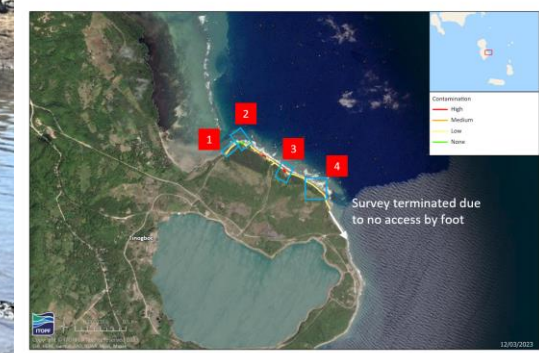 Contamination
High
Medium
Low
None
1
2
3
4
Survey terminated due
to no access by foot
ITOPF
12/03/2023